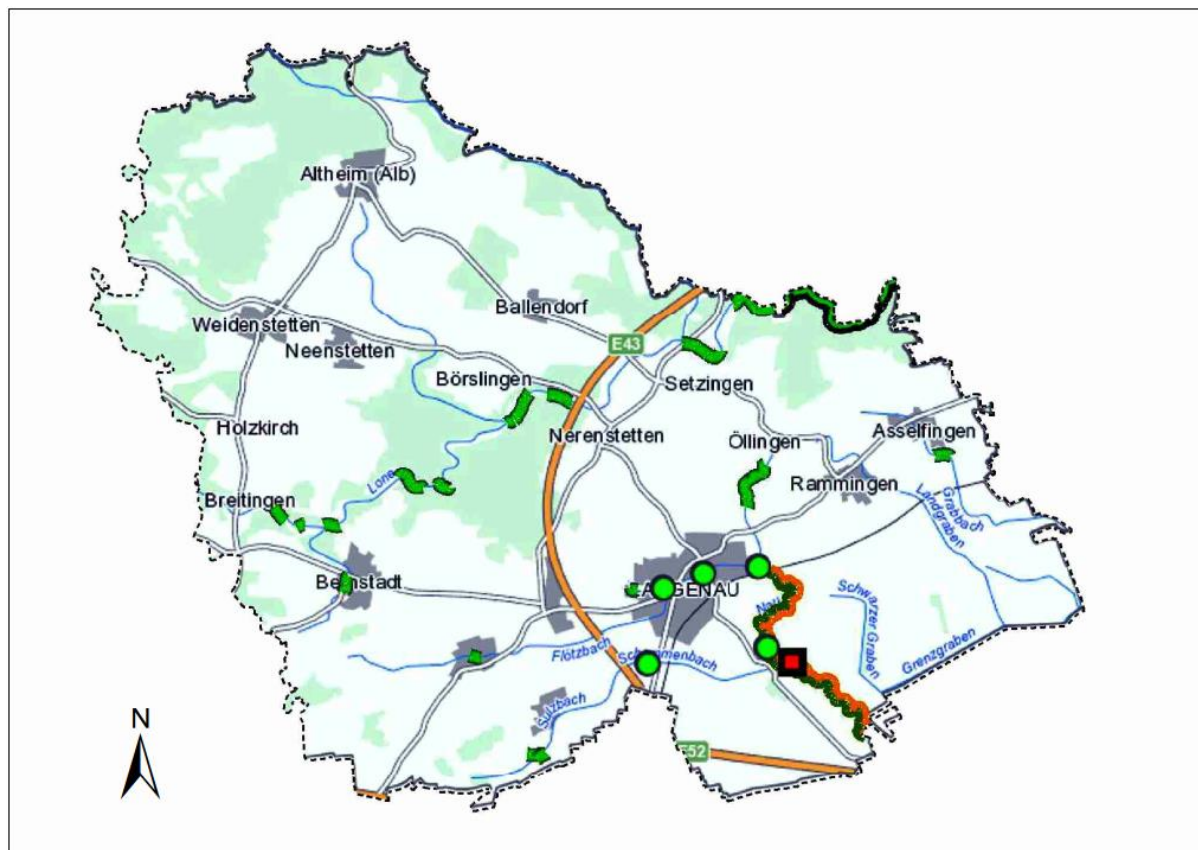 Altheim (Alb)
Ballendorf
Weidenstetten
Neenstetten
E43
Börslingen
Setzingen
Holzkirch
Nerenstetten
Öllingen
Asselfingen
Lone
Breitingen
Rammingen
Grabbach
Landgraben
Bernstadt
LANGENAU
Nau
Schwarzer Graben
Flötzbach
Schammenbach
Grenzgraben
Sulzbach
N
E52